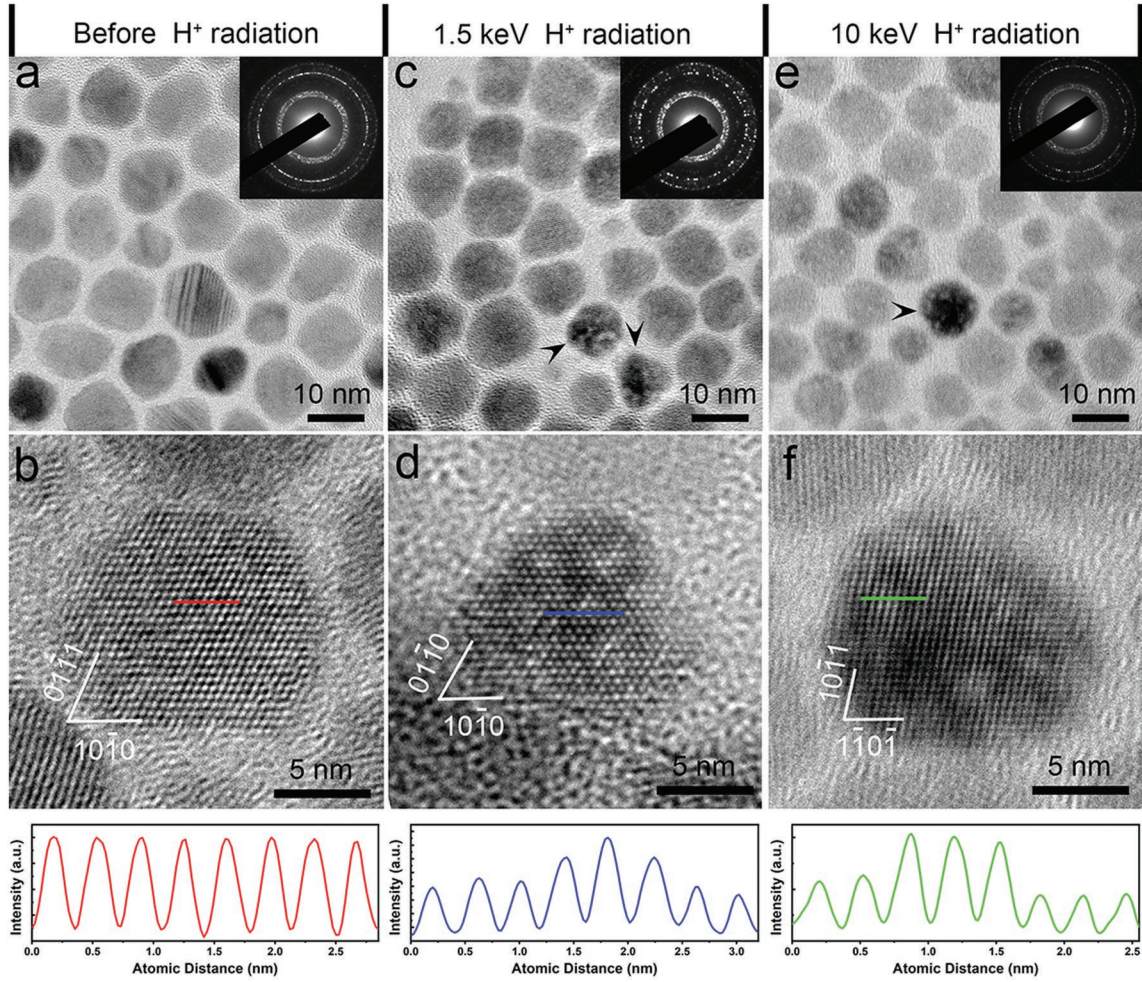 Before H⁺ radiation
1.5 keV H⁺ radiation
10 keV H⁺ radiation
a
10 nm
c
10 nm
e
10 nm
b
011̄1
101̄0
5 nm
d
011̄0
101̄0
5 nm
f
101̄1
11̄01̄
5 nm
Intensity (a.u.)
0.0 0.5 1.0 1.5 2.0 2.5
Atomic Distance (nm)
Intensity (a.u.)
0.0 0.5 1.0 1.5 2.0 2.5 3.0
Atomic Distance (nm)
Intensity (a.u.)
0.0 0.5 1.0 1.5 2.0 2.5
Atomic Distance (nm)